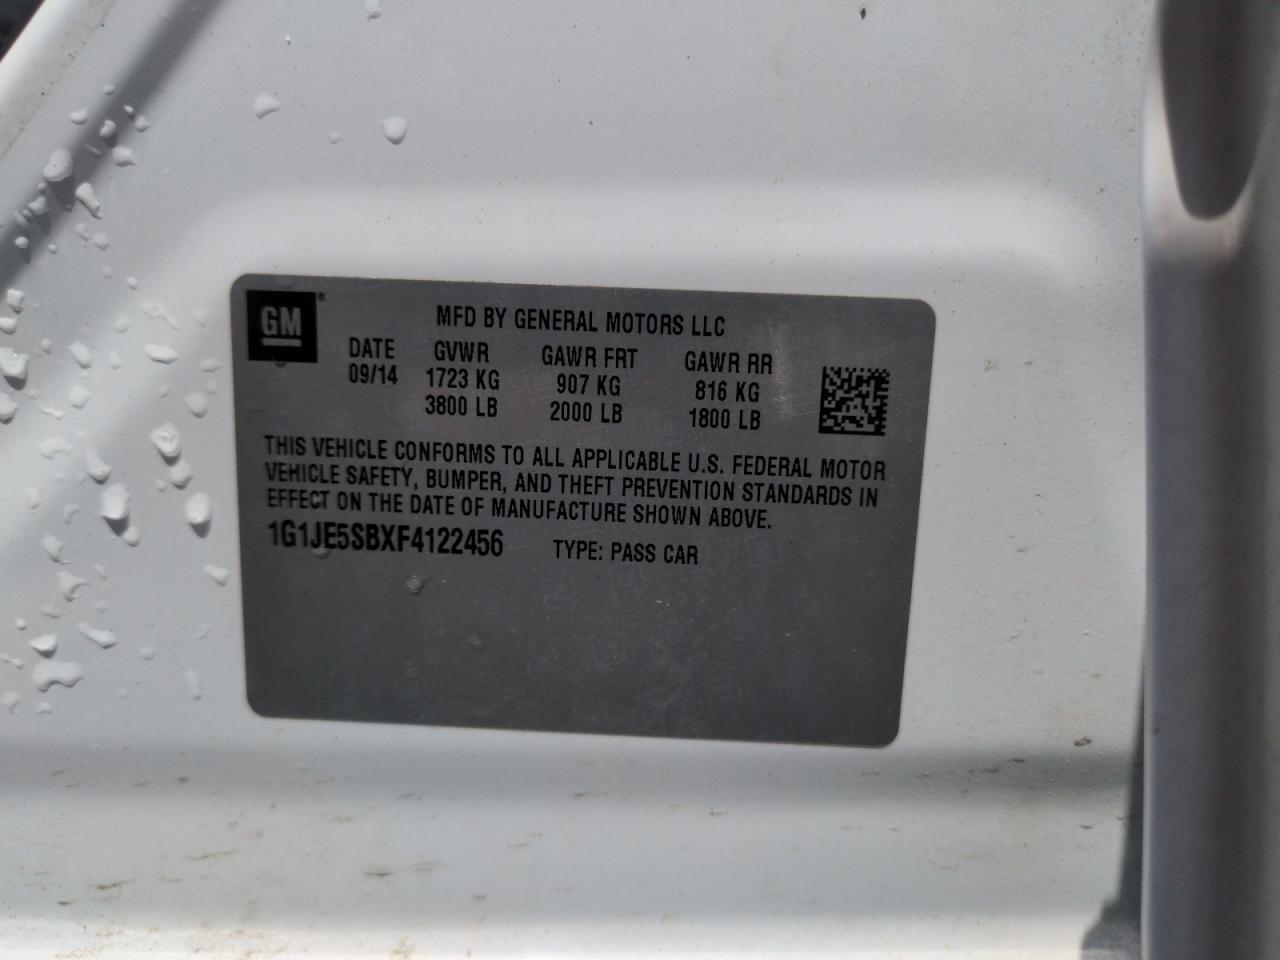 GM®
MFD BY GENERAL MOTORS LLC
DATE GVWR GAWR FRT GAWR RR
09/14 1723 KG 907 KG 816 KG
3800 LB 2000 LB 1800 LB
THIS VEHICLE CONFORMS TO ALL APPLICABLE U.S. FEDERAL MOTOR
VEHICLE SAFETY, BUMPER, AND THEFT PREVENTION STANDARDS IN
EFFECT ON THE DATE OF MANUFACTURE SHOWN ABOVE.
1G1JE5SBXF4122456 TYPE: PASS CAR